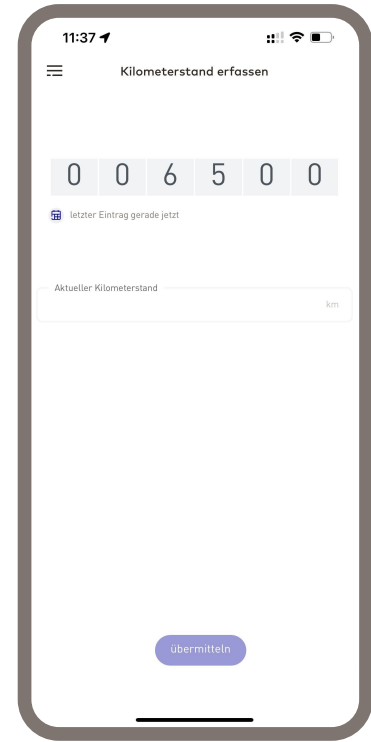 11:37
Kilometerstand erfassen
0 0 6 5 0 0
letzter Eintrag gerade jetzt
Aktueller Kilometerstand
km
übermitteln